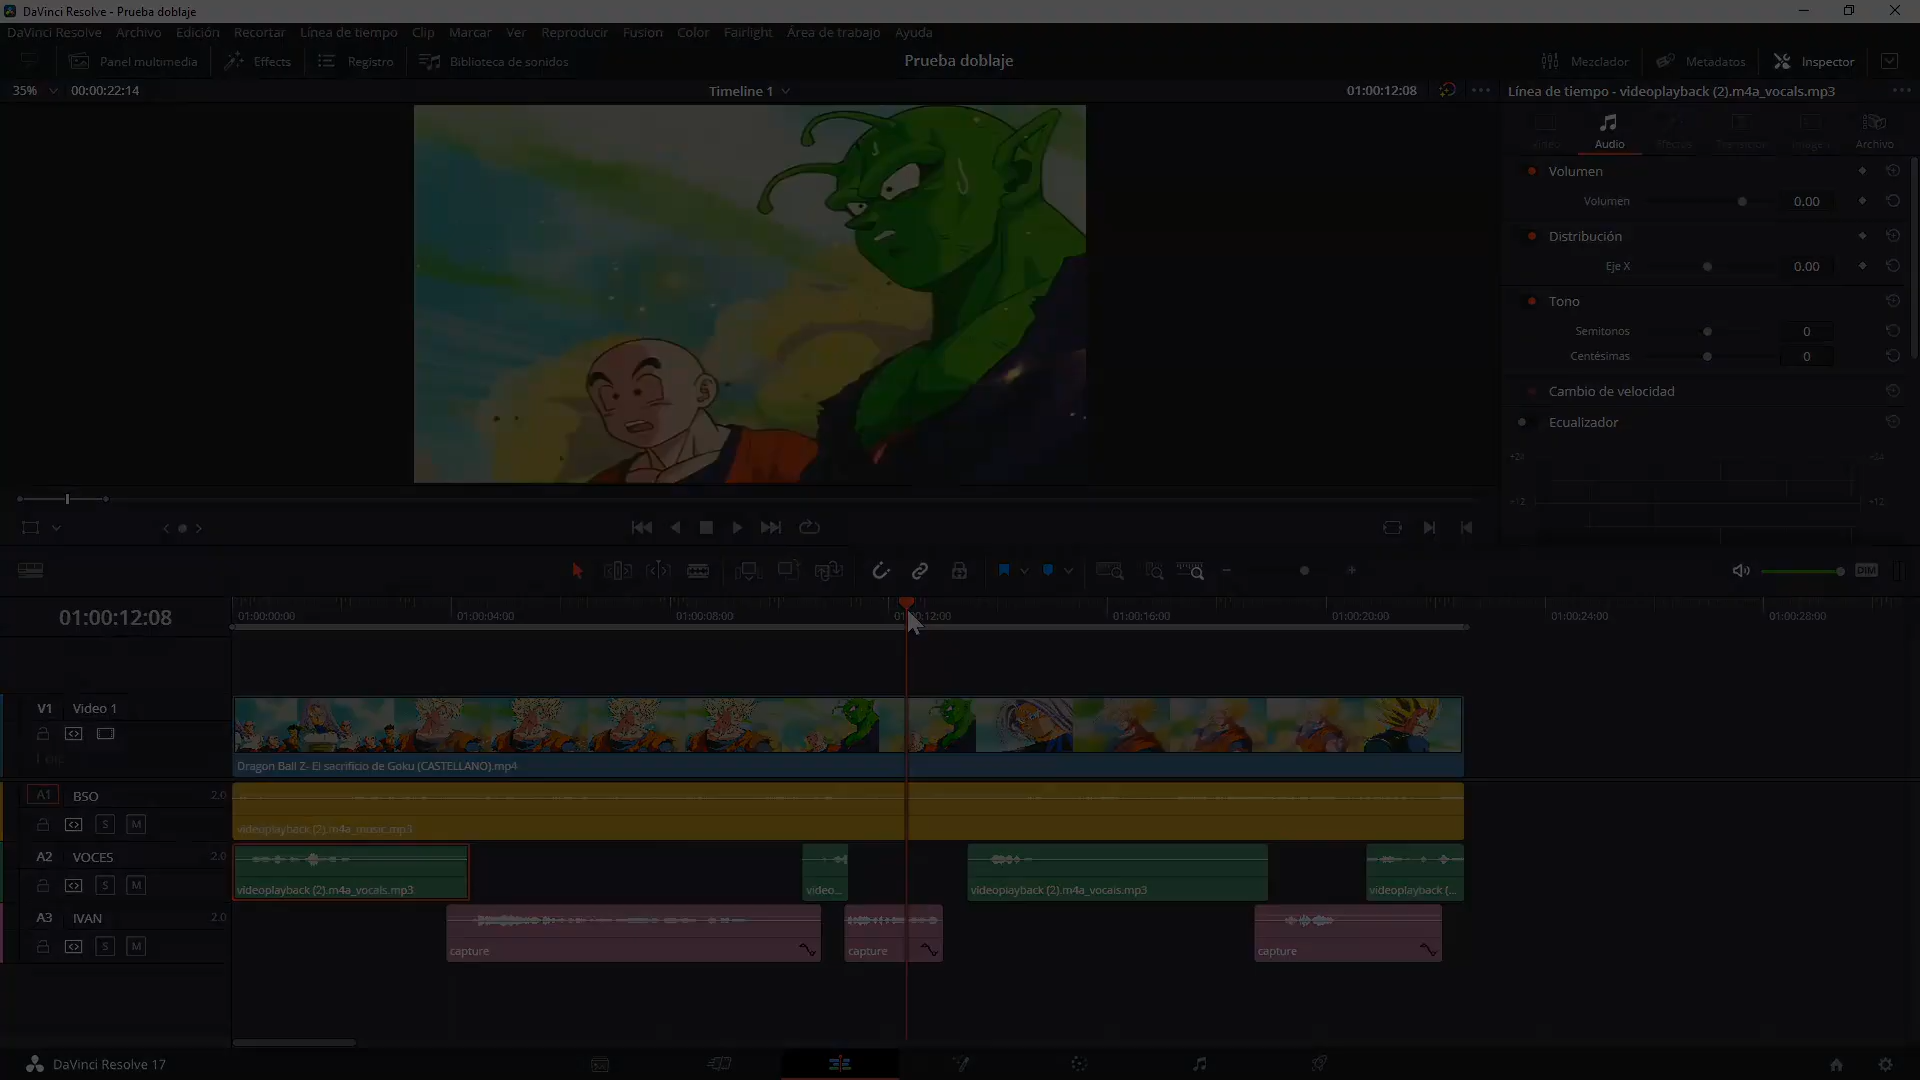 DaVinci Resolve - Prueba doblaje
DaVinci Resolve Archivo Edición Recortar Línea de tiempo Clip Marcar Ver Reproducir Fusion Color Fairlight Área de trabajo Ayuda
Panel multimedia Effects Registro Biblioteca de sonidos Prueba doblaje Mezclador Metadatos Inspector
35% 00:00:22:14 Timeline 1 01:00:12:08 Línea de tiempo - videoplayback (2).m4a_vocals.mp3
Audio Archivo
Volumen
Volumen 0.00
Distribución
Eje X 0.00
Tono
Semitonos 0
Centésimas 0
Cambio de velocidad
Ecualizador
+24 +24
+12 +12
DIM
01:00:12:08 01:00:00:00 01:00:04:00 01:00:08:00 01:00:12:00 01:00:16:00 01:00:20:00 01:00:24:00 01:00:28:00
V1 Video 1
Dragon Ball Z- El sacrificio de Goku (CASTELLANO).mp4
A1 BSO 2.0
S M
videoplayback (2).m4a_music.mp3
A2 VOCES 2.0
S M
videoplayback (2).m4a_vocals.mp3 video... videoplayback (2).m4a_vocals.mp3 videoplayback (...
A3 IVAN 2.0
S M
capture capture capture
DaVinci Resolve 17